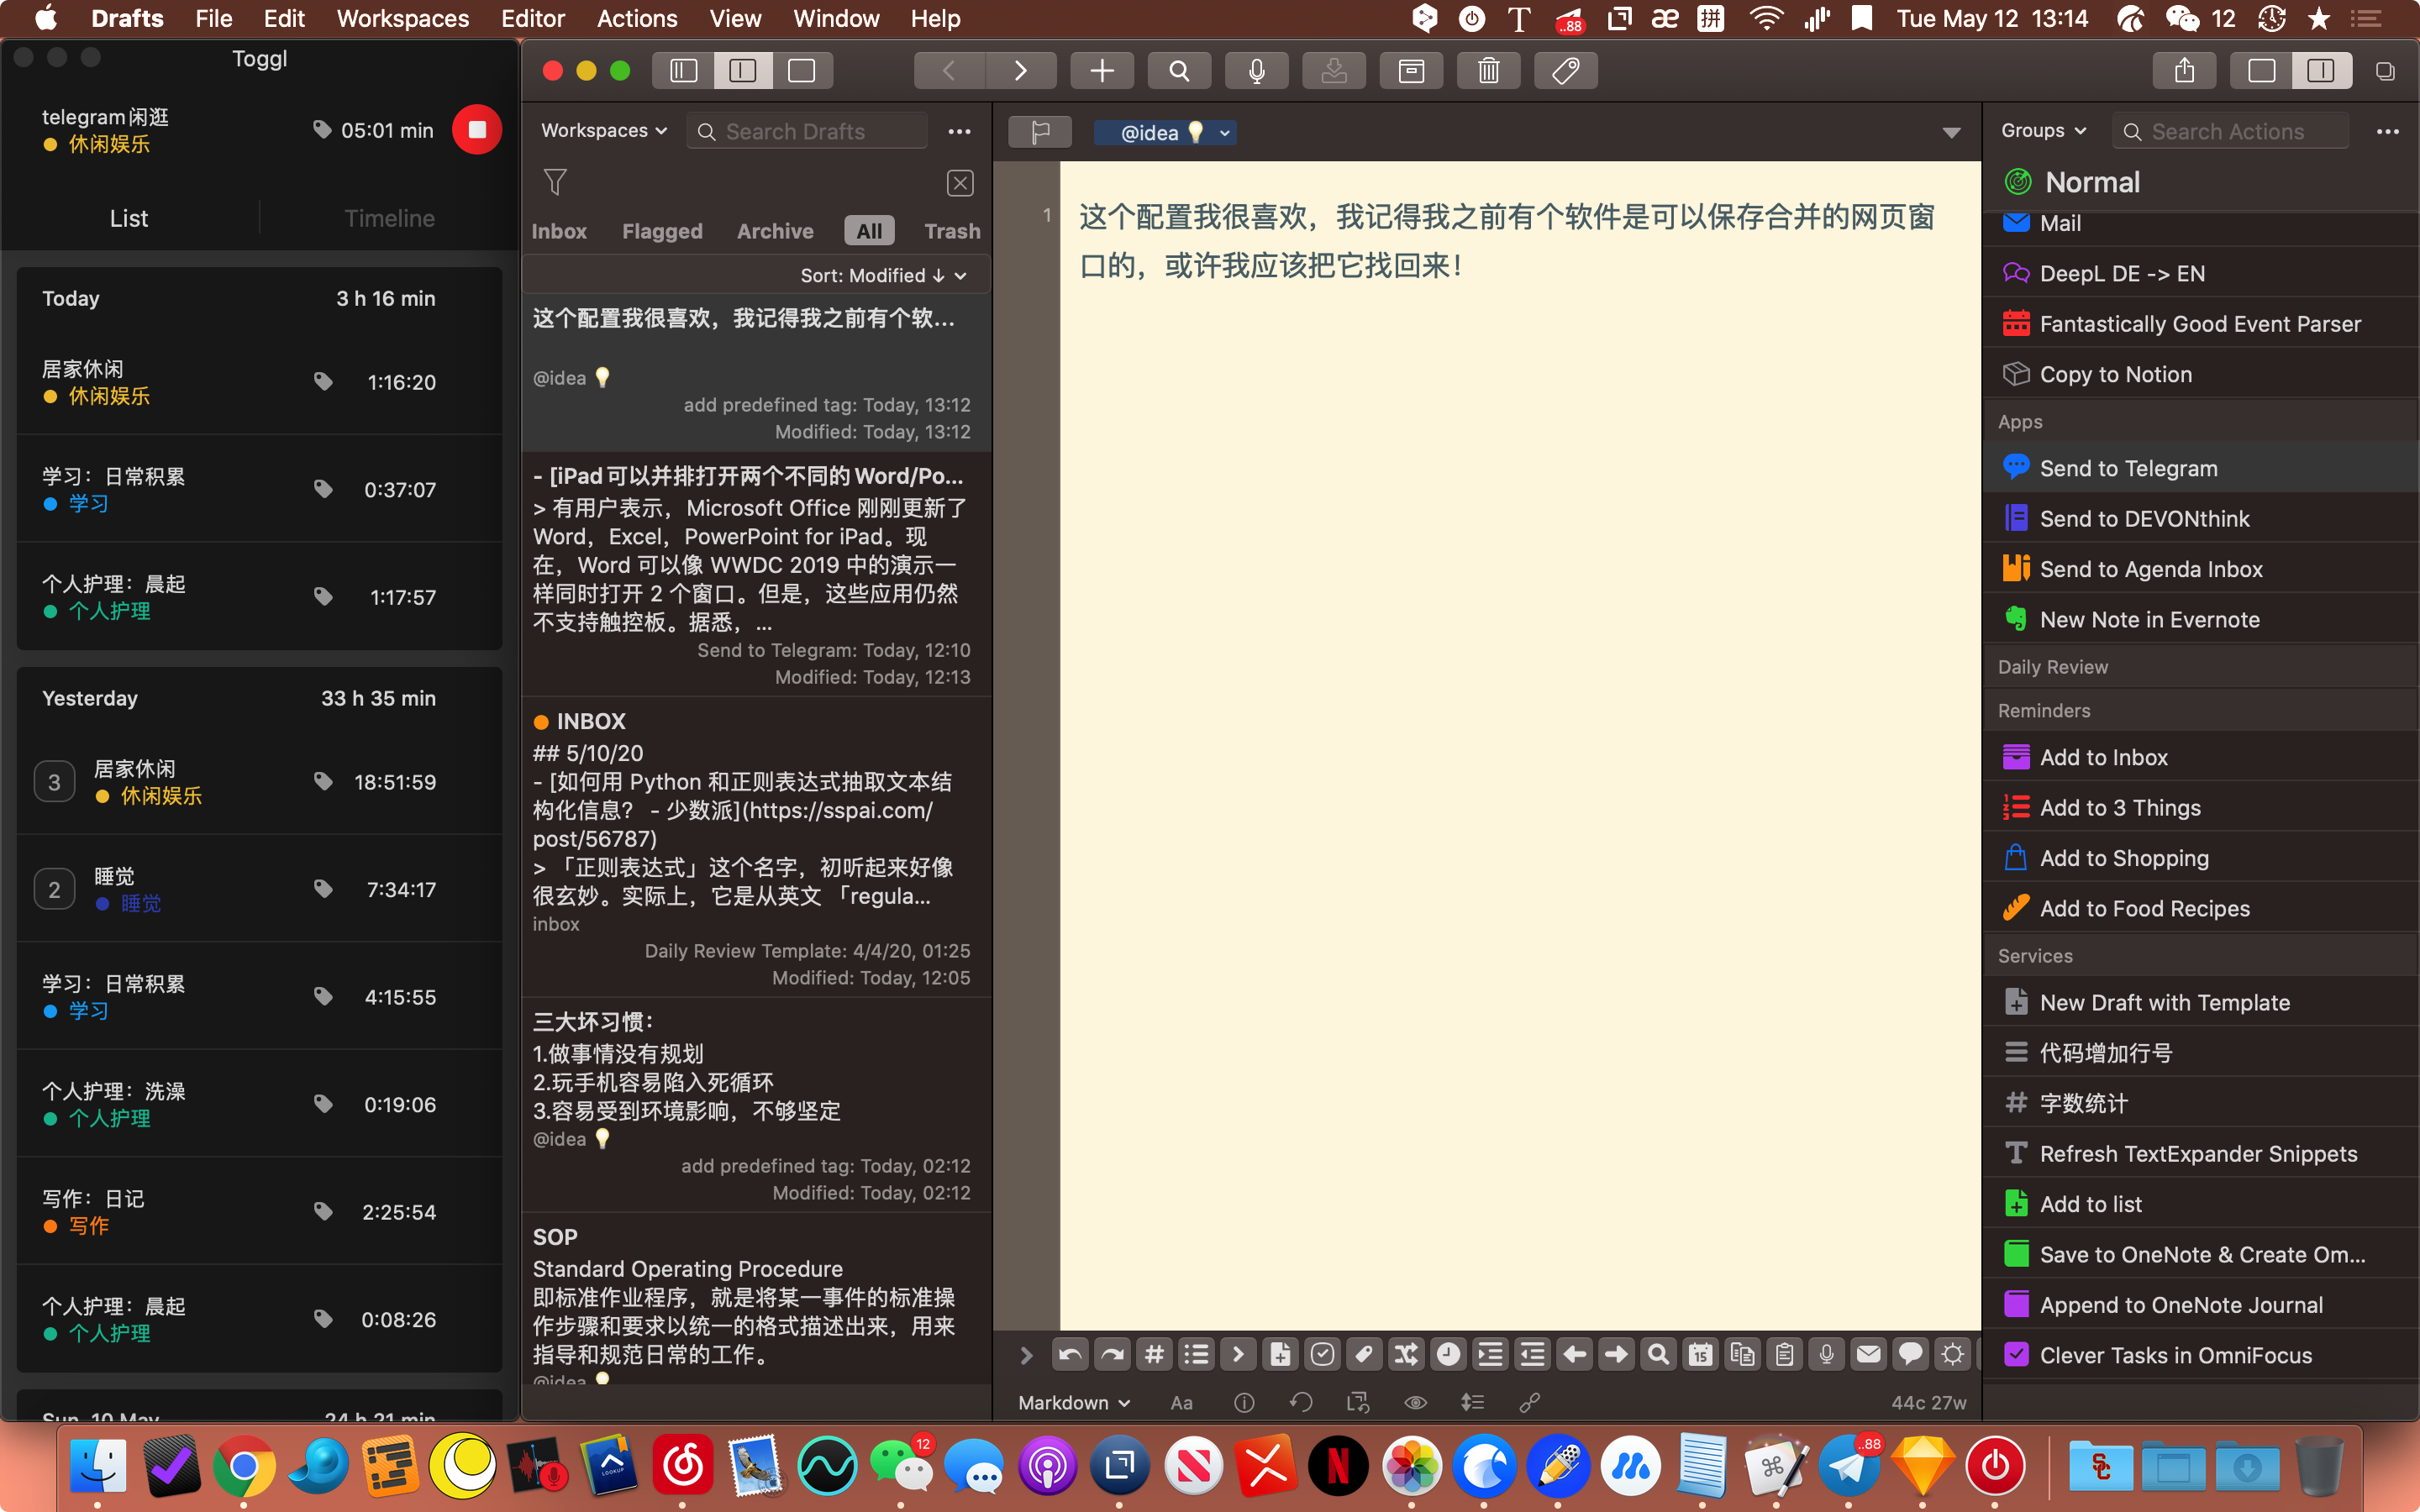 Drafts File Edit Workspaces Editor Actions View Window Help
T ..88 æ 拼 Tue May 12 13:14 12
Toggl
telegram闲逛
休闲娱乐
05:01 min
List Timeline
Today 3 h 16 min
居家休闲
休闲娱乐
1:16:20
学习：日常积累
学习
0:37:07
个人护理：晨起
个人护理
1:17:57
Yesterday 33 h 35 min
3
居家休闲
休闲娱乐
18:51:59
2
睡觉
睡觉
7:34:17
学习：日常积累
学习
4:15:55
个人护理：洗澡
个人护理
0:19:06
写作：日记
写作
2:25:54
个人护理：晨起
个人护理
0:08:26
Sun, 10 May 24 h 21 min
Workspaces Search Drafts
Inbox Flagged Archive All Trash
Sort: Modified ↓
这个配置我很喜欢，我记得我之前有个软...
@idea 💡
add predefined tag: Today, 13:12
Modified: Today, 13:12
- [iPad可以并排打开两个不同的Word/Po...
> 有用户表示，Microsoft Office 刚刚更新了
Word，Excel，PowerPoint for iPad。现
在，Word 可以像 WWDC 2019 中的演示一
样同时打开 2 个窗口。但是，这些应用仍然
不支持触控板。据悉，...
Send to Telegram: Today, 12:10
Modified: Today, 12:13
INBOX
## 5/10/20
- [如何用 Python 和正则表达式抽取文本结
构化信息？ - 少数派](https://sspai.com/
post/56787)
> 「正则表达式」这个名字，初听起来好像
很玄妙。实际上，它是从英文 「regula...
inbox
Daily Review Template: 4/4/20, 01:25
Modified: Today, 12:05
三大坏习惯：
1.做事情没有规划
2.玩手机容易陷入死循环
3.容易受到环境影响，不够坚定
@idea 💡
add predefined tag: Today, 02:12
Modified: Today, 02:12
SOP
Standard Operating Procedure
即标准作业程序，就是将某一事件的标准操
作步骤和要求以统一的格式描述出来，用来
指导和规范日常的工作。
@idea 💡
@idea 💡
1
这个配置我很喜欢，我记得我之前有个软件是可以保存合并的网页窗
口的，或许我应该把它找回来！
15
Markdown Aa 44c 27w
Groups Search Actions
Normal
Mail
DeepL DE -> EN
Fantastically Good Event Parser
Copy to Notion
Apps
Send to Telegram
Send to DEVONthink
Send to Agenda Inbox
New Note in Evernote
Daily Review
Reminders
Add to Inbox
Add to 3 Things
Add to Shopping
Add to Food Recipes
Services
New Draft with Template
代码增加行号
字数统计
Refresh TextExpander Snippets
Add to list
Save to OneNote & Create Om...
Append to OneNote Journal
Clever Tasks in OmniFocus
LOOKUP 12 N N ..88 SC